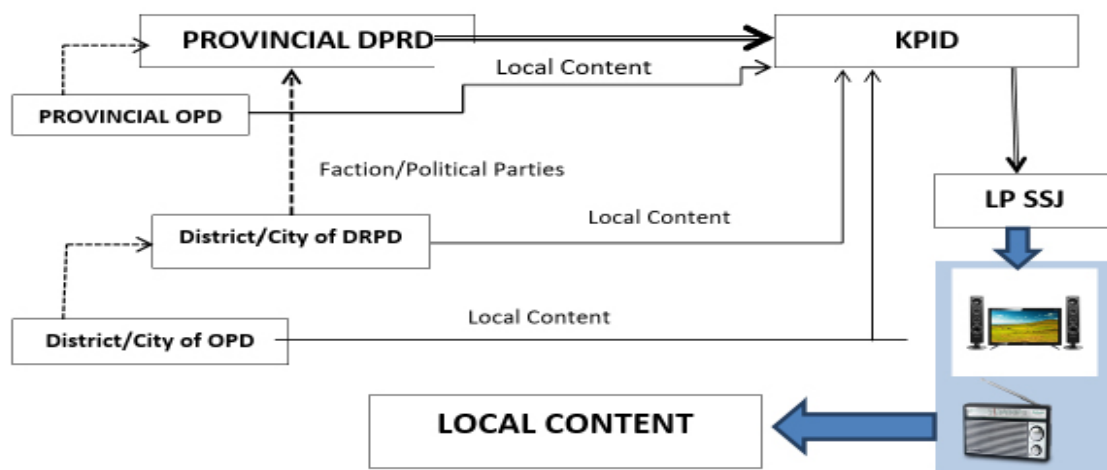 PROVINCIAL DPRD
KPID
Local Content
PROVINCIAL OPD
Faction/Political Parties
LP SSJ
Local Content
District/City of DRPD
Local Content
District/City of OPD
LOCAL CONTENT